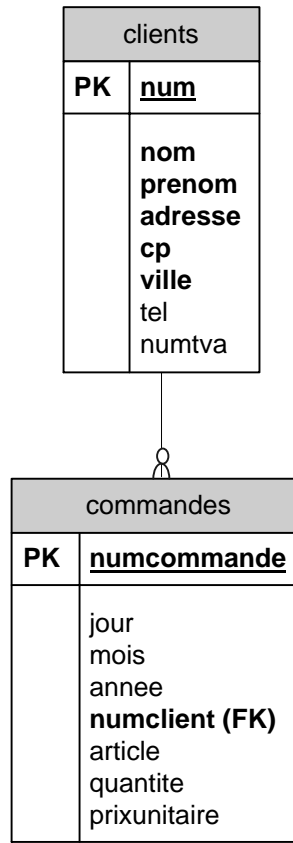 clients
PK num
nom
prenom
adresse
cp
ville
tel
numtva
commandes
PK numcommande
jour
mois
annee
numclient (FK)
article
quantite
prixunitaire